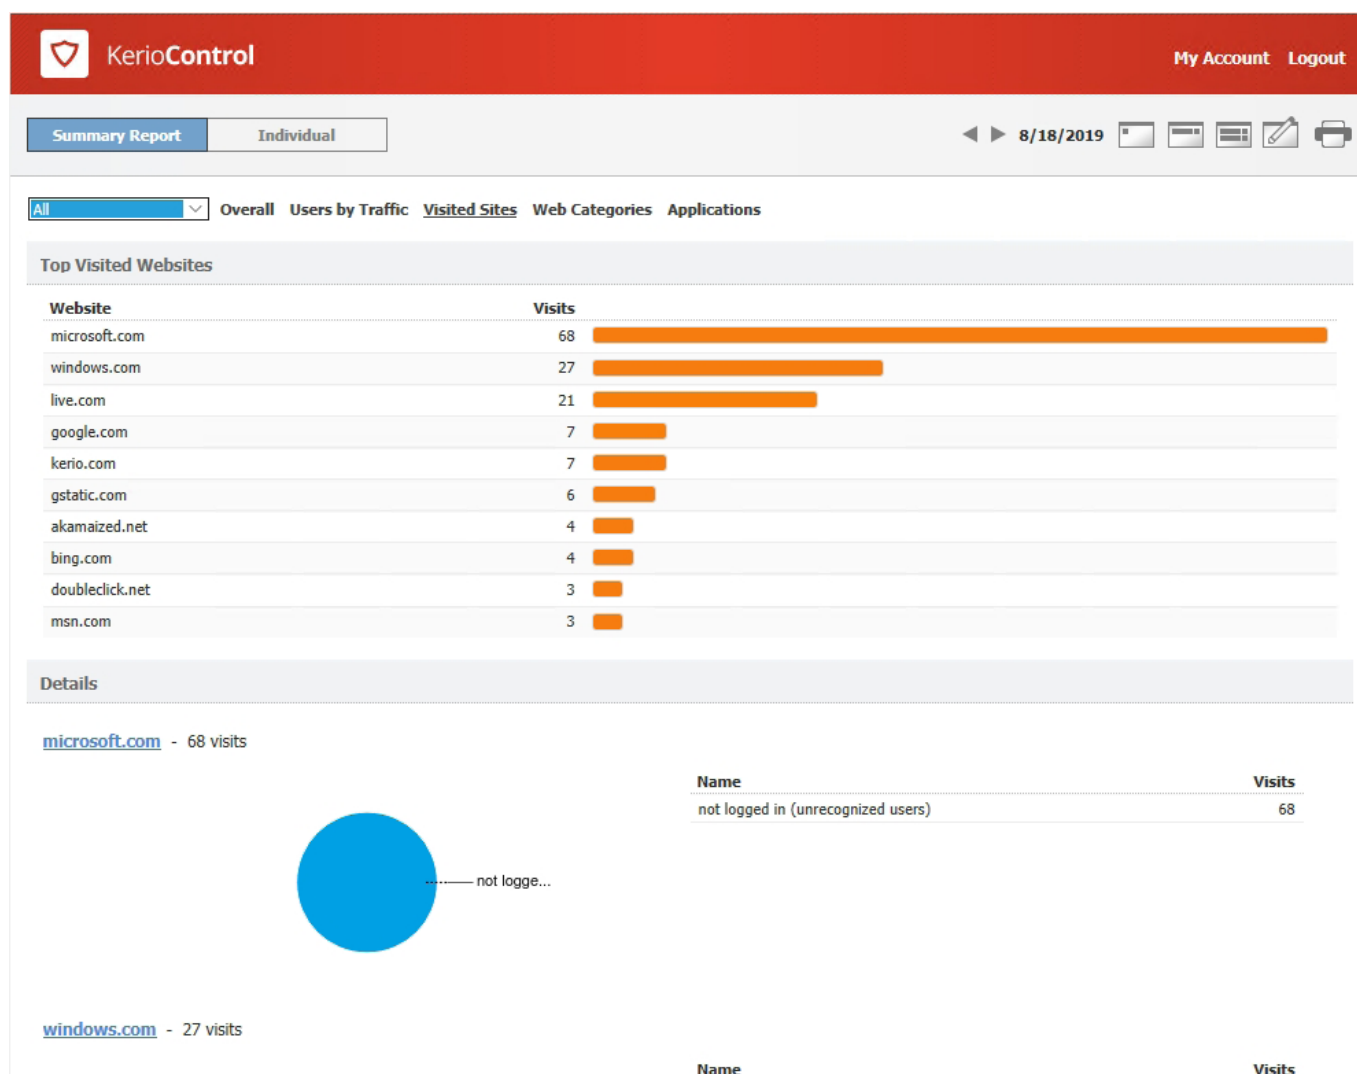 KerioControl
My Account Logout
Summary Report Individual
8/18/2019
All Overall Users by Traffic Visited Sites Web Categories Applications
Top Visited Websites
Website Visits
microsoft.com 68
windows.com 27
live.com 21
google.com 7
kerio.com 7
gstatic.com 6
akamaized.net 4
bing.com 4
doubleclick.net 3
msn.com 3
Details
microsoft.com - 68 visits
Name Visits
not logged in (unrecognized users) 68
not logge...
windows.com - 27 visits
Name Visits